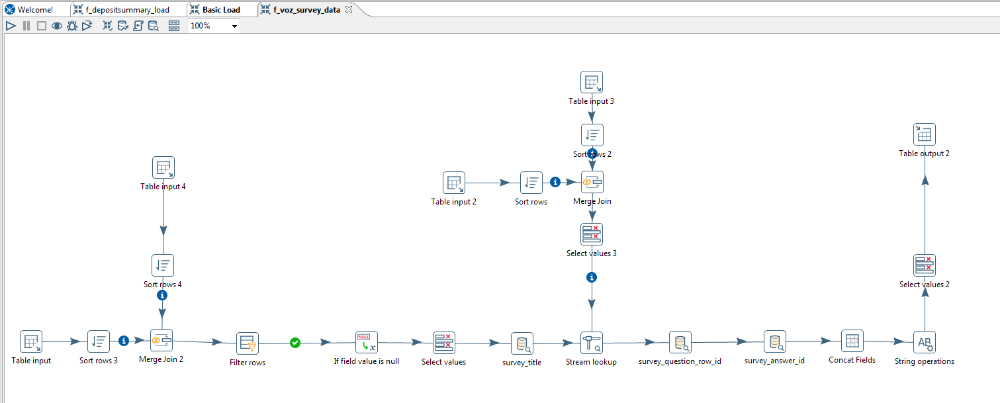 Welcome!
f_depositsummary_load
Basic Load
f_voz_survey_data
100%
Table input 3
Sort rows 2
Table output 2
Table input 4
Table input 2
Sort rows
Merge Join
Select values 3
Sort rows 4
Select values 2
NULL
AB
Table input
Sort rows 3
Merge Join 2
Filter rows
If field value is null
Select values
survey_title
Stream lookup
survey_question_row_id
survey_answer_id
Concat Fields
String operations